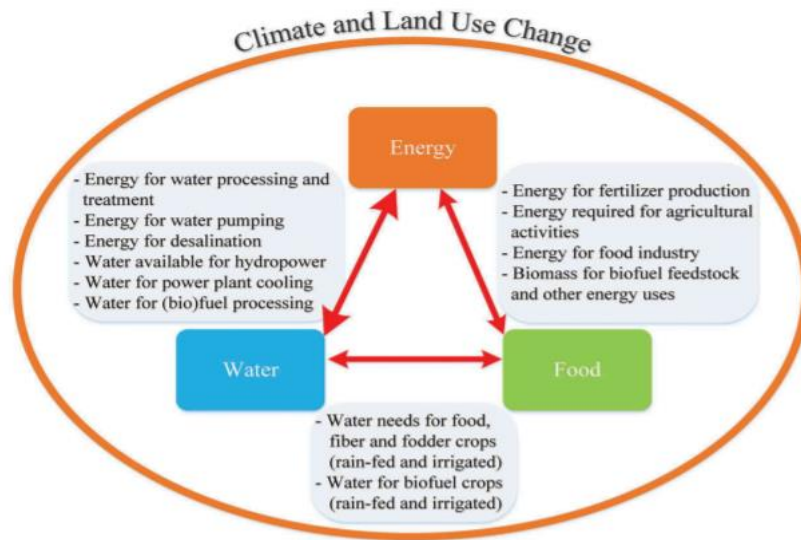 Climate and Land Use Change
Energy
- Energy for water processing and
treatment
- Energy for water pumping
- Energy for desalination
- Water available for hydropower
- Water for power plant cooling
- Water for (bio)fuel processing
- Energy for fertilizer production
- Energy required for agricultural
activities
- Energy for food industry
- Biomass for biofuel feedstock
and other energy uses
Water
Food
- Water needs for food,
fiber and fodder crops
(rain-fed and irrigated)
- Water for biofuel crops
(rain-fed and irrigated)